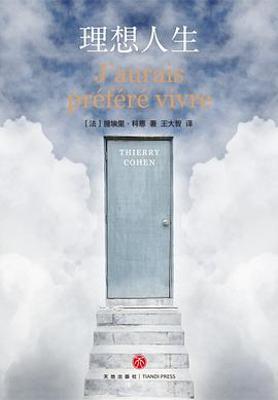 理想人生
J'aurais
préféré vivre
［法］提埃里·科恩 著 王大智 译
THIERRY
COHEN
天地出版社 | TIANDI PRESS